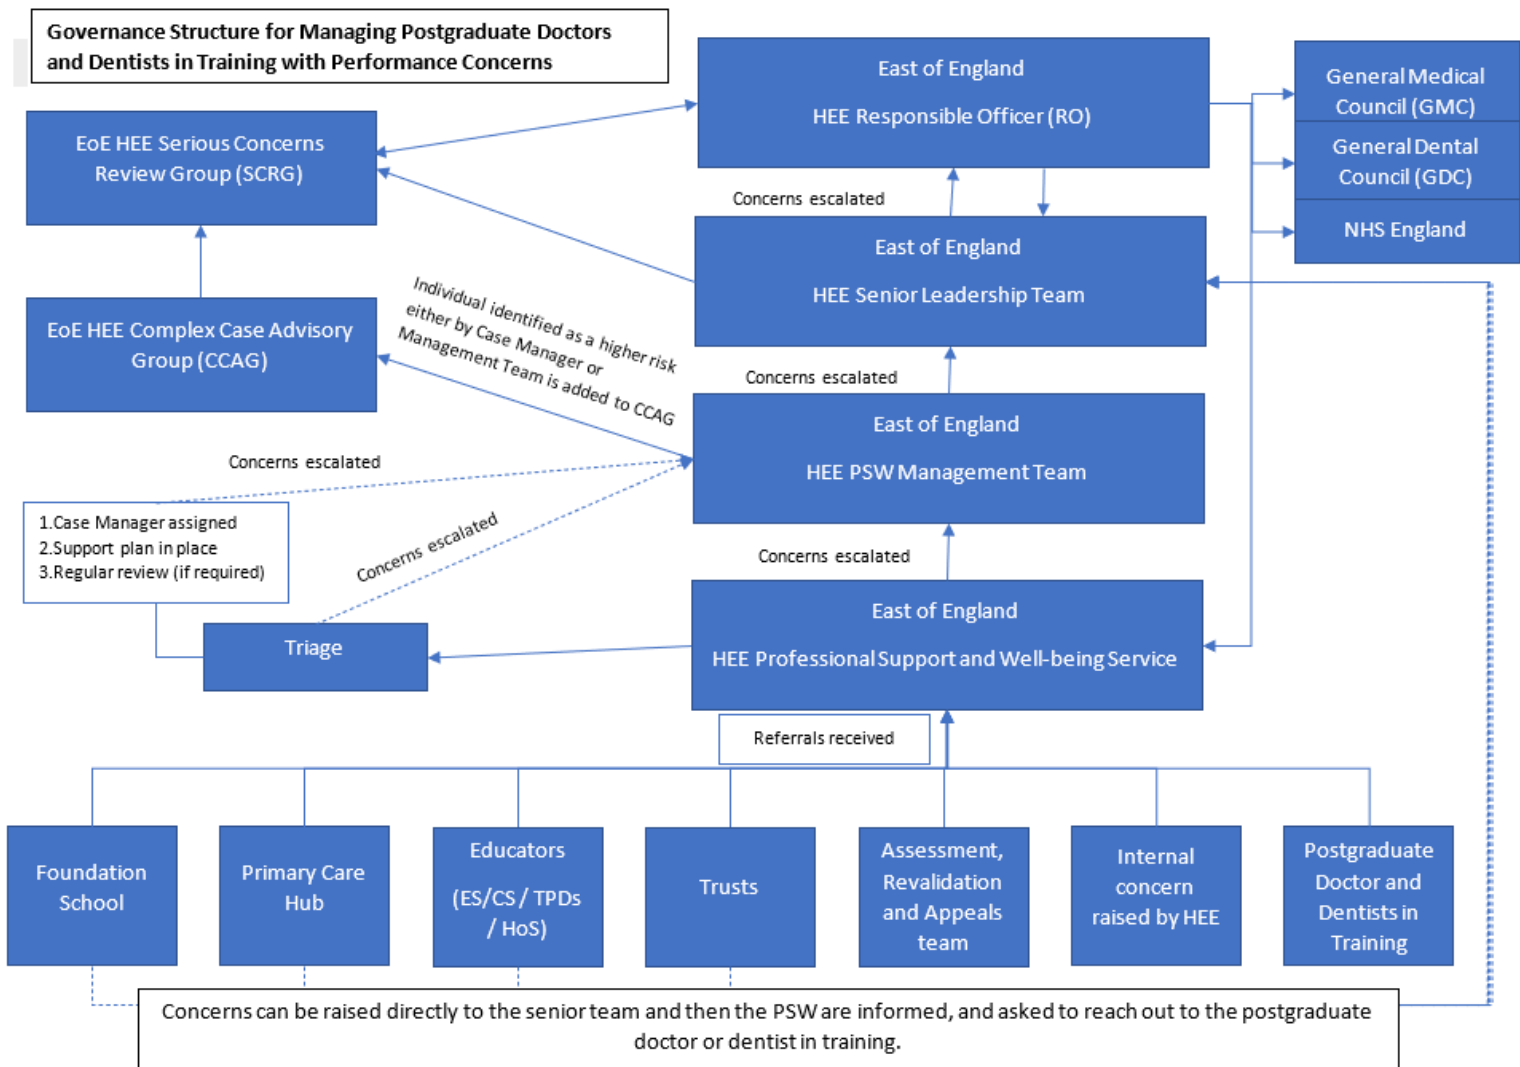 Governance Structure for Managing Postgraduate Doctors
and Dentists in Training with Performance Concerns
East of England
HEE Responsible Officer (RO)
General Medical
Council (GMC)
General Dental
Council (GDC)
NHS England
EoE HEE Serious Concerns
Review Group (SCRG)
Concerns escalated
East of England
HEE Senior Leadership Team
EoE HEE Complex Case Advisory
Group (CCAG)
Individual identified as a higher risk
either by Case Manager or
Management Team is added to CCAG
Concerns escalated
East of England
HEE PSW Management Team
Concerns escalated
1.Case Manager assigned
2.Support plan in place
3.Regular review (if required)
Concerns escalated
Concerns escalated
East of England
HEE Professional Support and Well-being Service
Triage
Referrals received
Foundation
School
Primary Care
Hub
Educators
(ES/CS / TPDs
/ HoS)
Trusts
Assessment,
Revalidation
and Appeals
team
Internal
concern
raised by HEE
Postgraduate
Doctor and
Dentists in
Training
Concerns can be raised directly to the senior team and then the PSW are informed, and asked to reach out to the postgraduate
doctor or dentist in training.